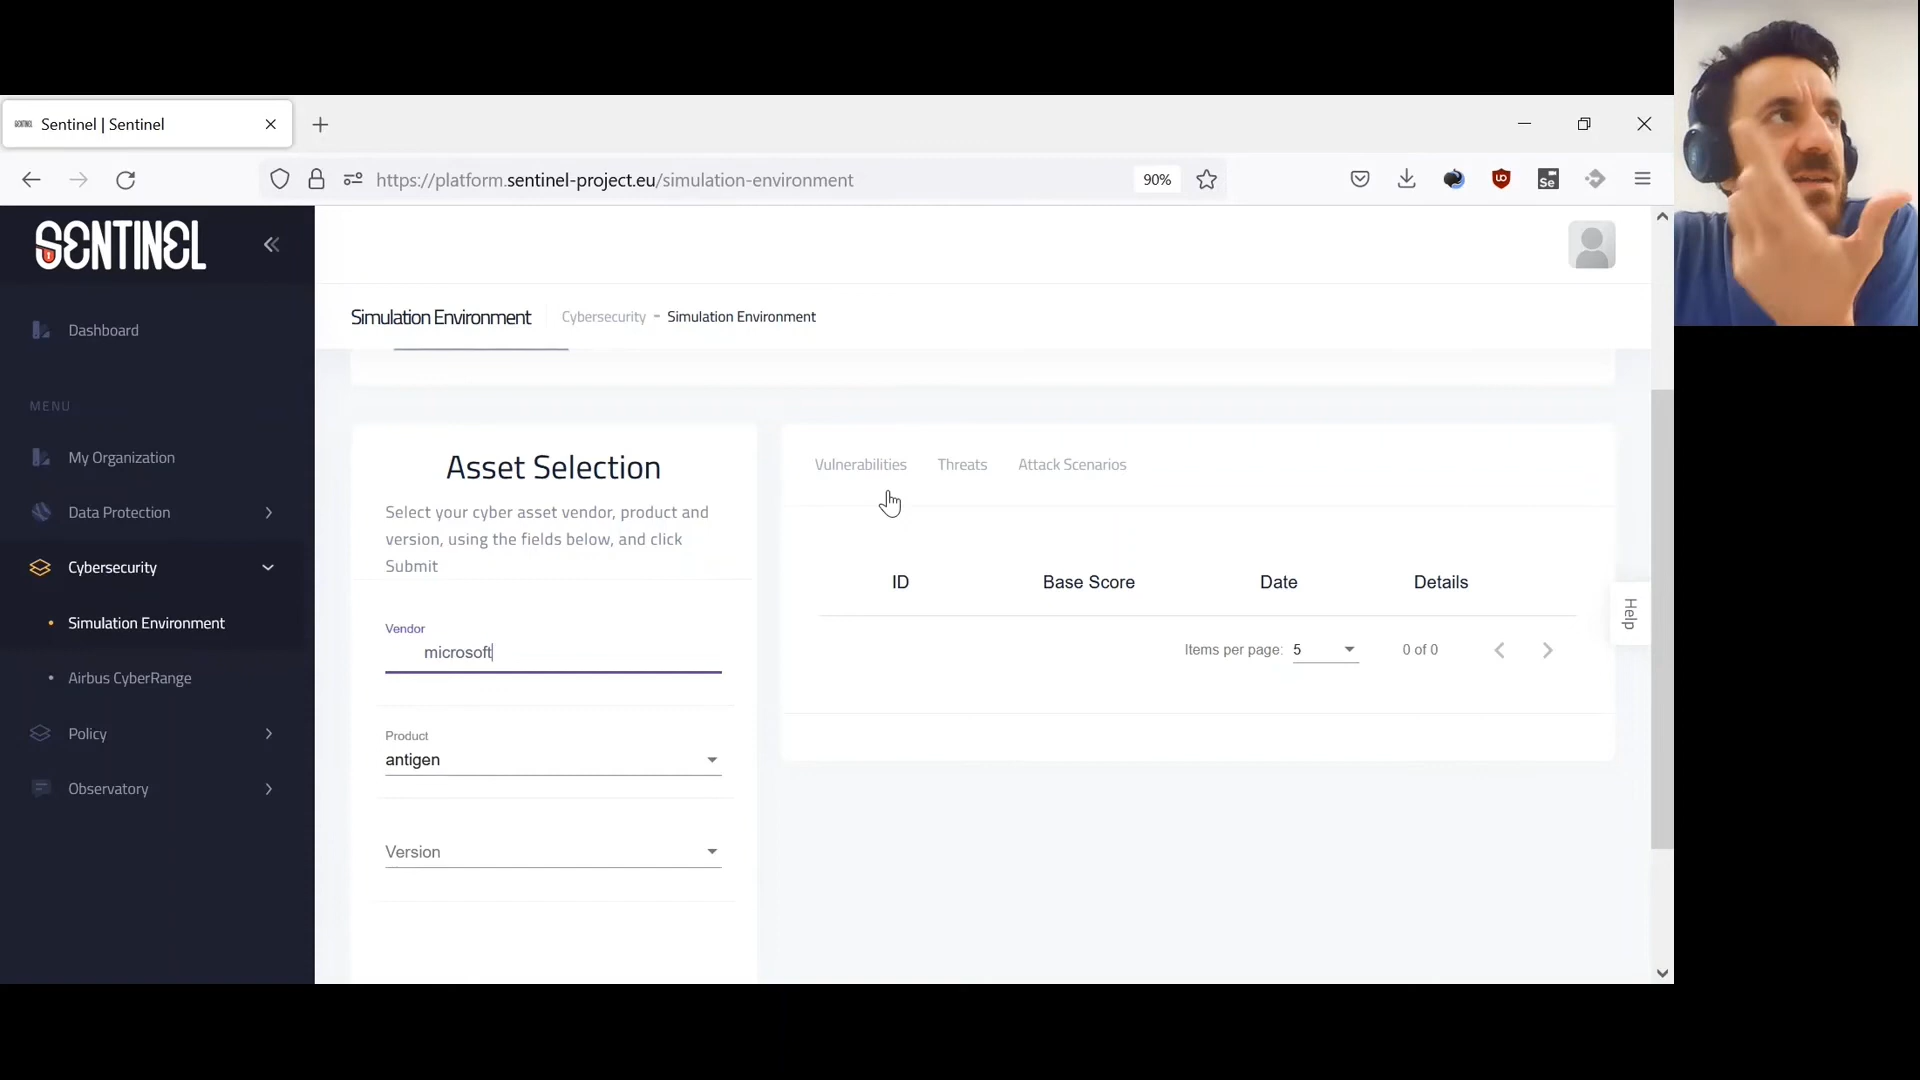 Sentinel | Sentinel
https://platform.sentinel-project.eu/simulation-environment
90%
SENTINEL
Dashboard
MENU
My Organization
Data Protection
Cybersecurity
Simulation Environment
Airbus CyberRange
Policy
Observatory
Simulation Environment
Cybersecurity - Simulation Environment
Asset Selection
Select your cyber asset vendor, product and
version, using the fields below, and click
Submit
Vendor
microsoft
Product
antigen
Version
Vulnerabilities Threats Attack Scenarios
ID Base Score Date Details
Items per page: 5 0 of 0
Help